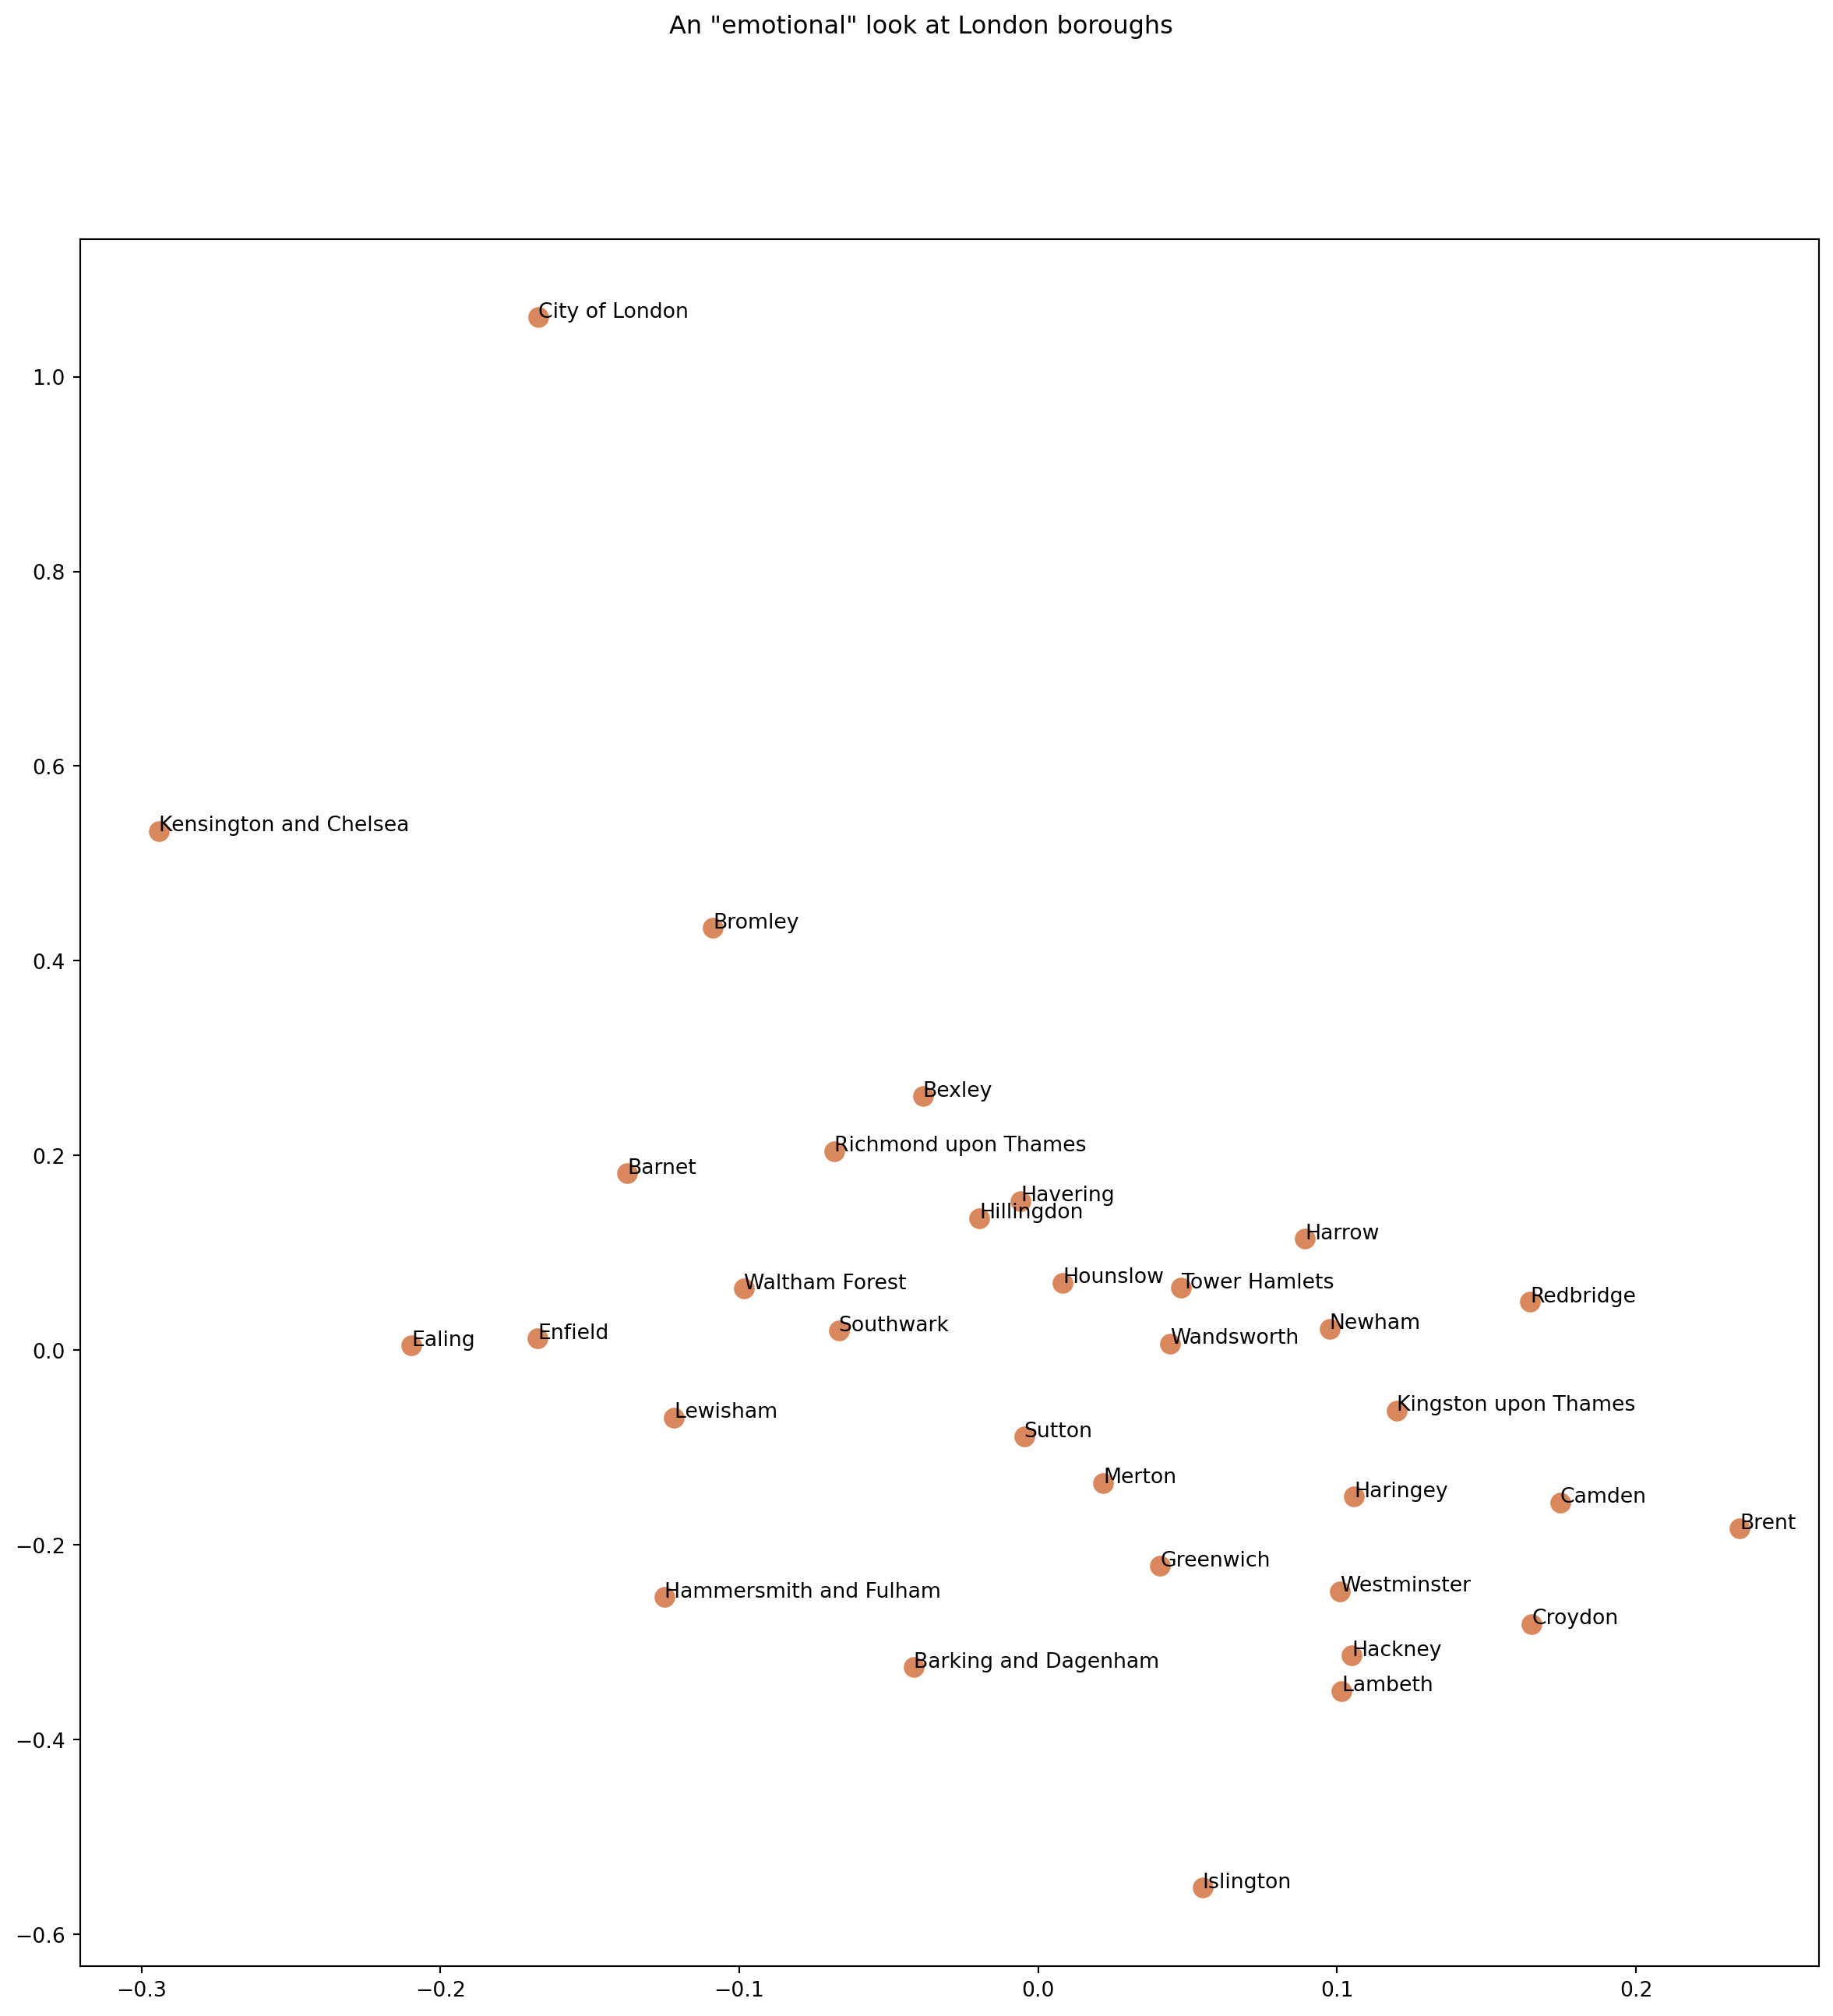 An "emotional" look at London boroughs
City of London
1.0
0.8
0.6
Kensington and Chelsea
Bromley
0.4
Bexley
Richmond upon Thames
0.2
Barnet
Havering
Hillingdon
Harrow
Hounslow
Tower Hamlets
Waltham Forest
Redbridge
Newham
Southwark
Enfield
Wandsworth
Ealing
0.0
Kingston upon Thames
Lewisham
Sutton
Merton
Haringey
Camden
Brent
−0.2
Greenwich
Westminster
Hammersmith and Fulham
Croydon
Hackney
Barking and Dagenham
Lambeth
−0.4
Islington
−0.6
−0.3 −0.2 −0.1 0.0 0.1 0.2